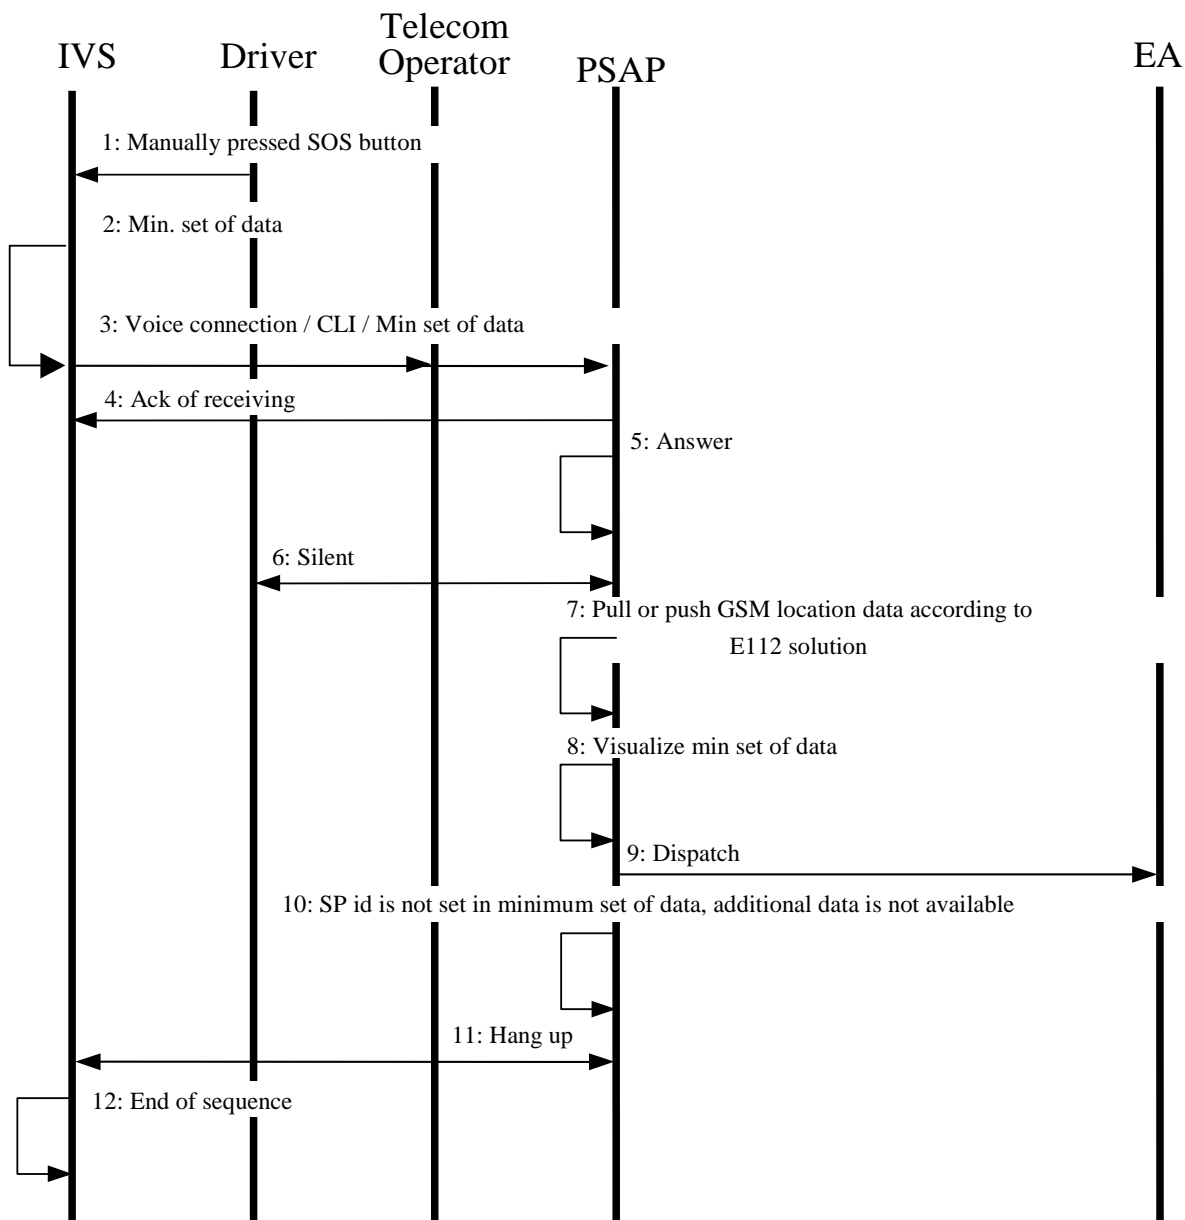 IVS
Driver
Telecom
Operator
PSAP
EA
1: Manually pressed SOS button
2: Min. set of data
3: Voice connection / CLI / Min set of data
4: Ack of receiving
5: Answer
6: Silent
7: Pull or push GSM location data according to
E112 solution
8: Visualize min set of data
9: Dispatch
10: SP id is not set in minimum set of data, additional data is not available
11: Hang up
12: End of sequence